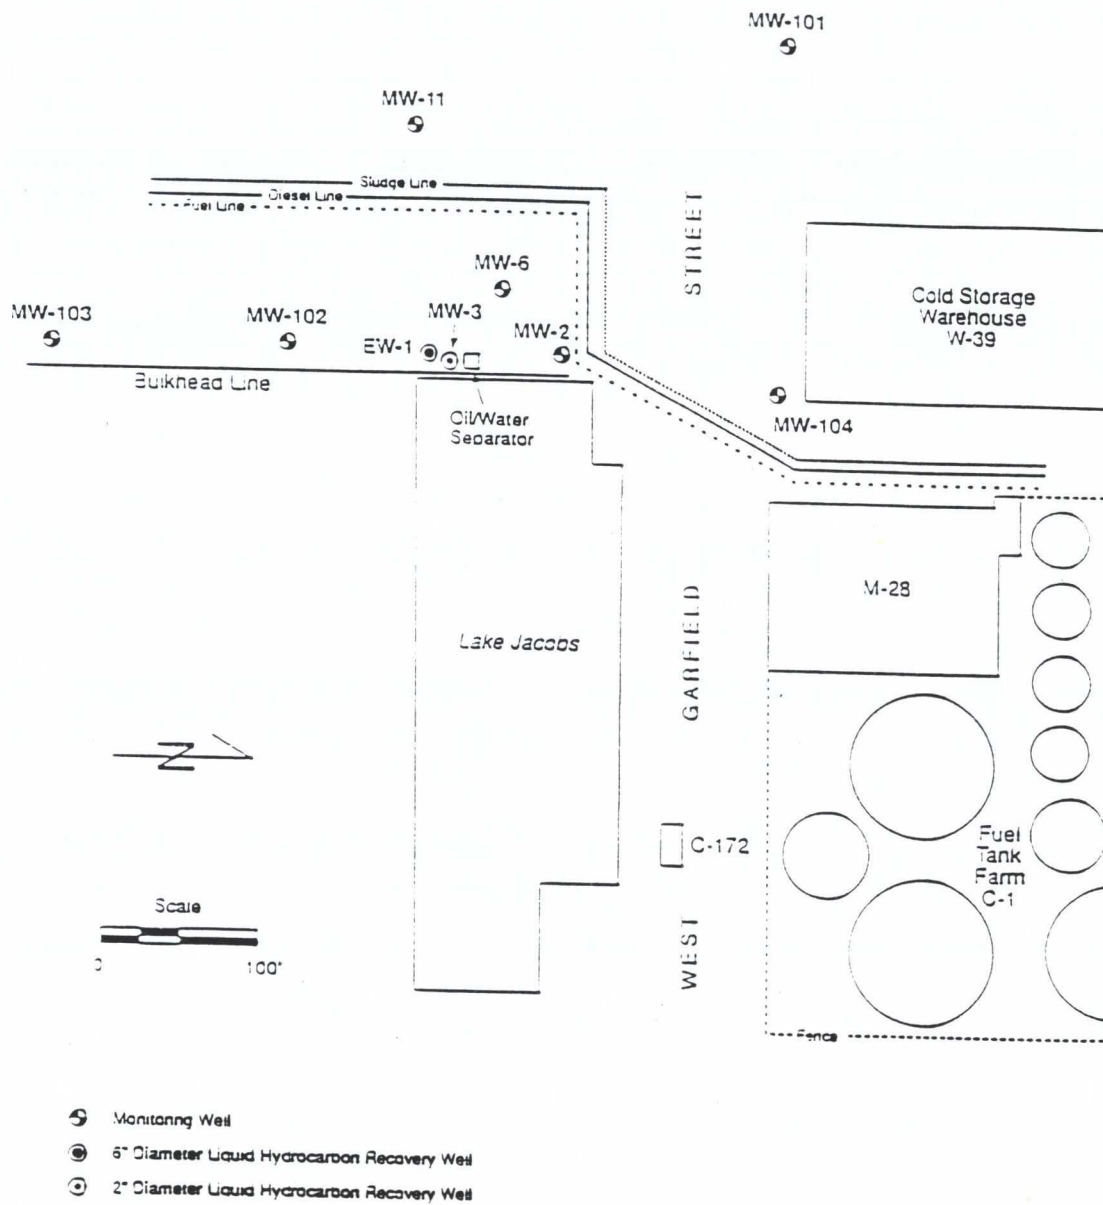 MW-101
MW-11
Sludge Line
Diesel Line
Fuel Line
STREET
MW-6
MW-103
MW-102
MW-3
MW-2
EW-1
Cold Storage
Warehouse
W-39
Bulkhead Line
Oil/Water
Separator
MW-104
M-28
Lake Jacobs
GARFIELD
N
C-172
Fuel
Tank
Farm
C-1
Scale
0
100'
WEST
Fence
Monitoring Well
6" Diameter Liquid Hydrocarbon Recovery Well
2" Diameter Liquid Hydrocarbon Recovery Well